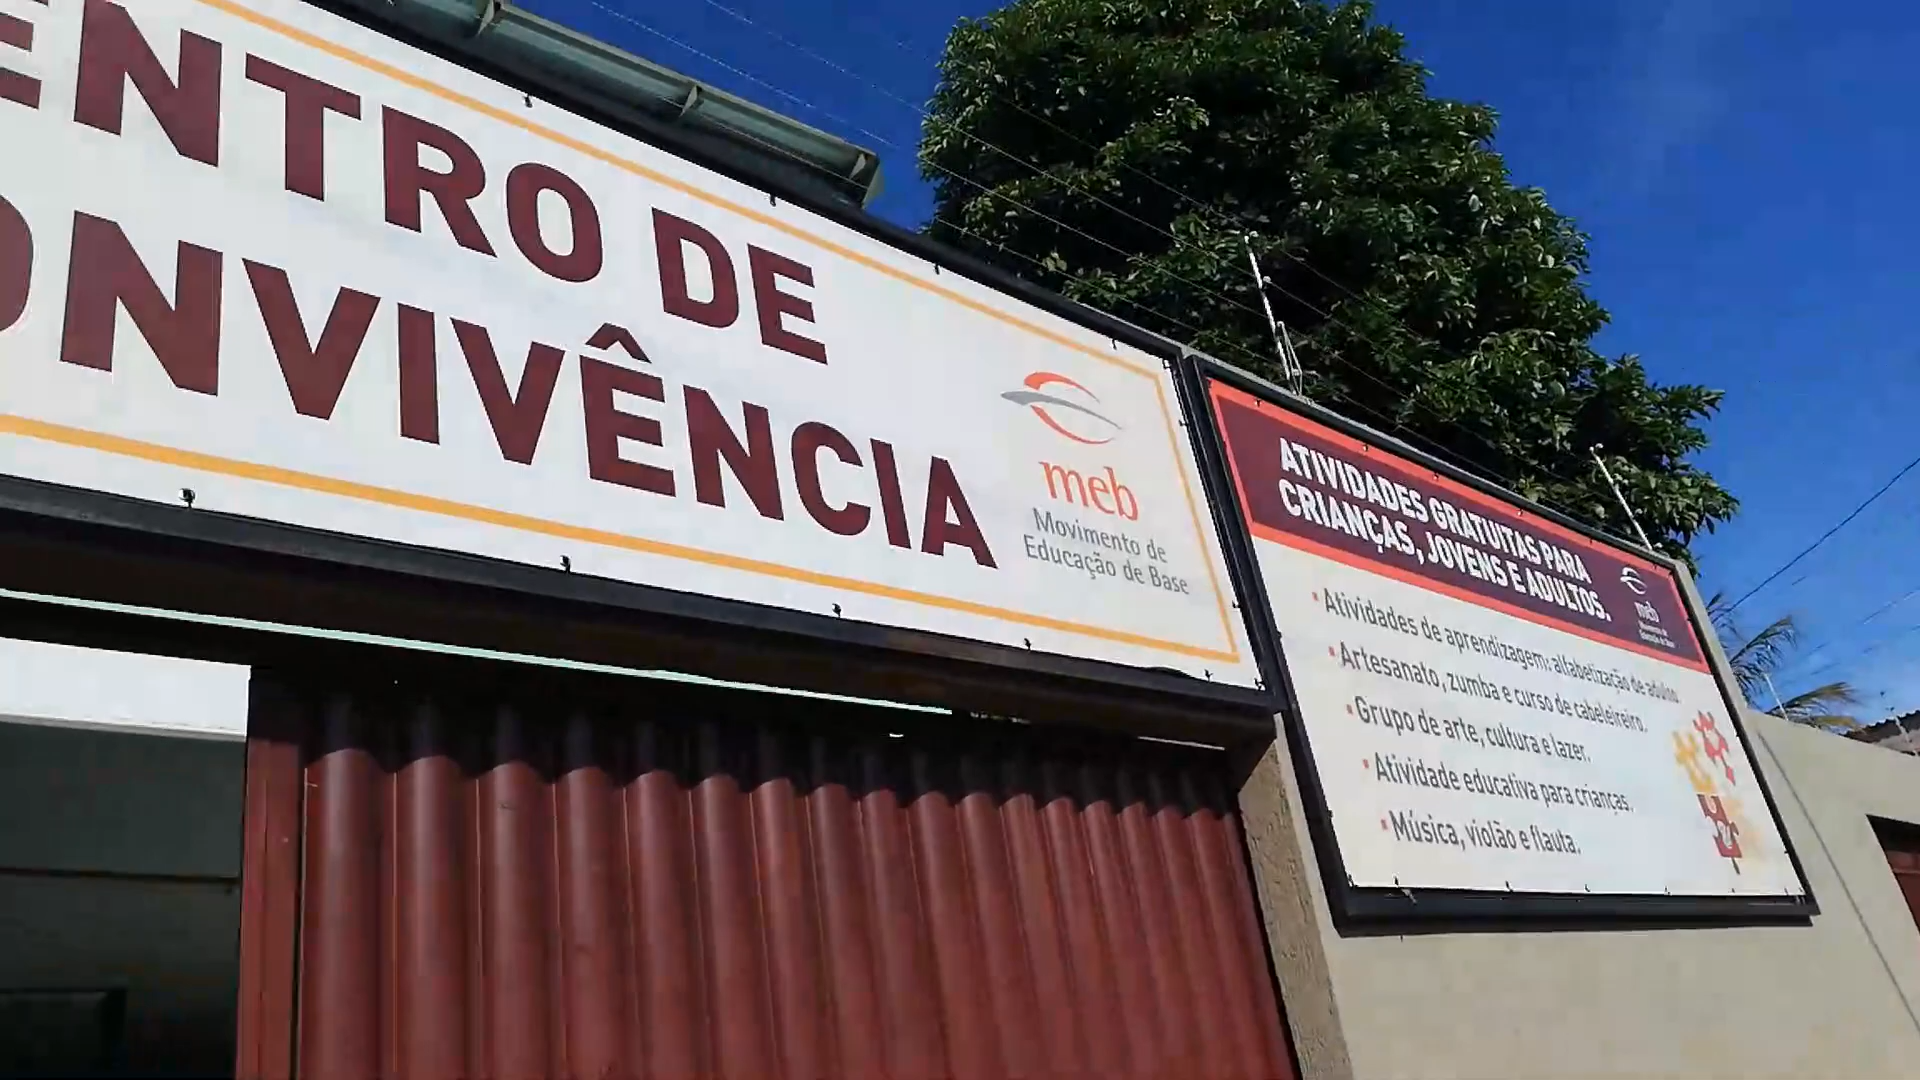 ENTRO DE
ONVIVÊNCIA
meb
Movimento de
Educação de Base
ATIVIDADES GRATUITAS PARA
CRIANÇAS, JOVENS E ADULTOS.
meb
• Atividades de aprendizagem: alfabetização de adulto.
• Artesanato, zumba e curso de cabeleireiro.
• Grupo de arte, cultura e lazer.
• Atividade educativa para crianças.
• Música, violão e flauta.